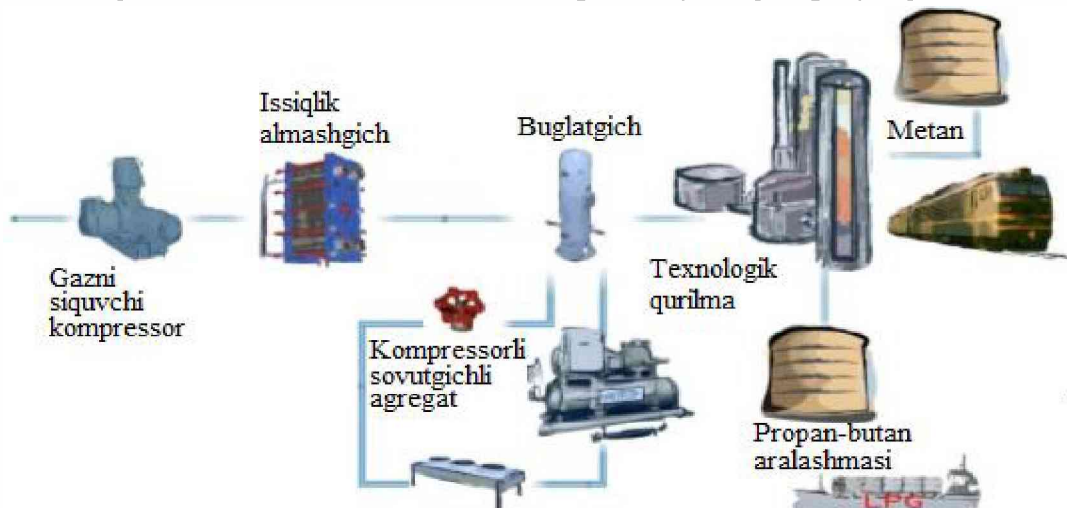 Issiqlik
almashgich
Buglatgich
Metan
Gazni
siquvchi
kompressor
Texnologik
qurilma
Kompressorli
sovutgichli
agregat
Propan-butan
aralashmasi
LPG